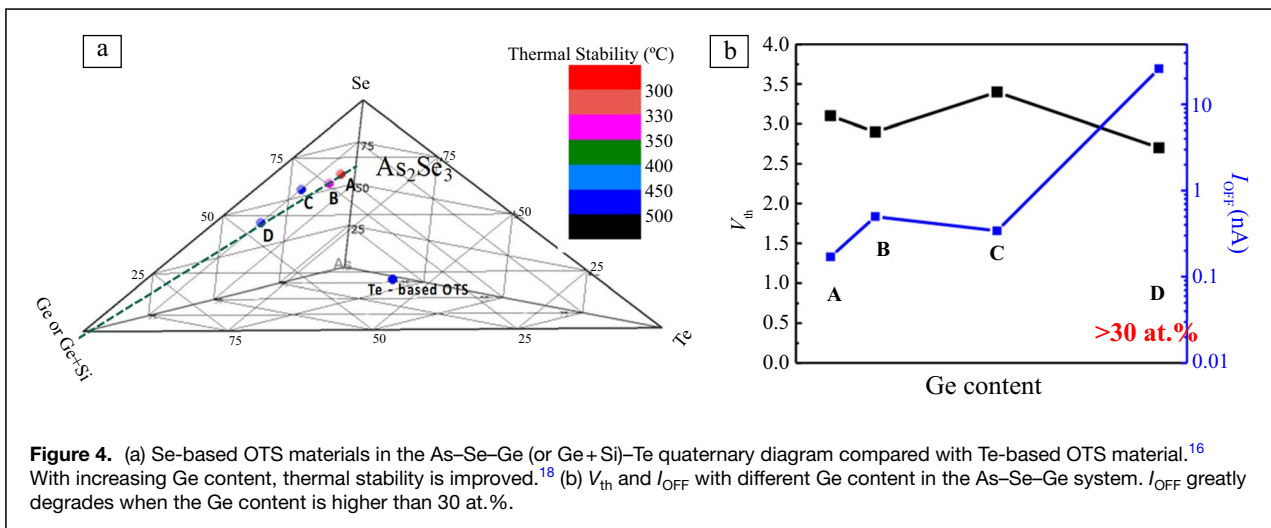 a
Thermal Stability (ºC)
300
330
350
400
450
500
Se
75
75
75
As₂Se₃
A
50
B
C
50
50
D
25
25
25
As
Te - based OTS
Ge or Ge+Si
75
50
25
Te
b
4.0
3.5
3.0
2.5
2.0
1.5
1.0
0.5
0.0
V_th
10
1
0.1
0.01
I_OFF (nA)
A
B
C
D
>30 at.%
Ge content
Figure 4. (a) Se-based OTS materials in the As–Se–Ge (or Ge + Si)–Te quaternary diagram compared with Te-based OTS material.¹⁶
With increasing Ge content, thermal stability is improved.¹⁸ (b) V_th and I_OFF with different Ge content in the As–Se–Ge system. I_OFF greatly
degrades when the Ge content is higher than 30 at.%.